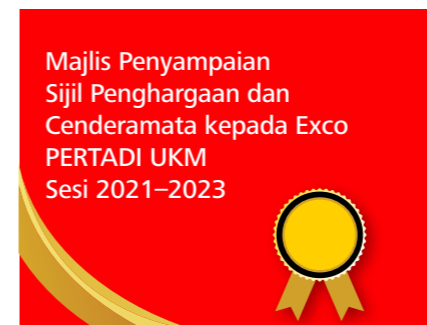 Majlis Penyampaian
Sijil Penghargaan dan
Cenderamata kepada Exco
PERTADI UKM
Sesi 2021–2023